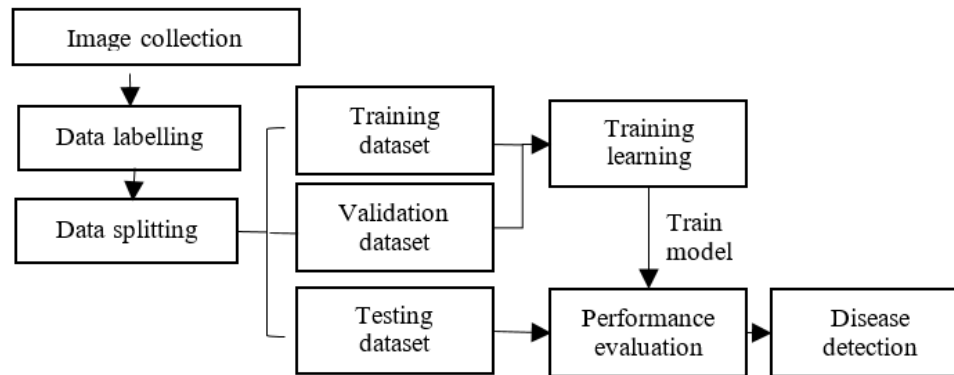 Image collection
Data labelling
Data splitting
Training
dataset
Validation
dataset
Testing
dataset
Training
learning
Train
model
Performance
evaluation
Disease
detection